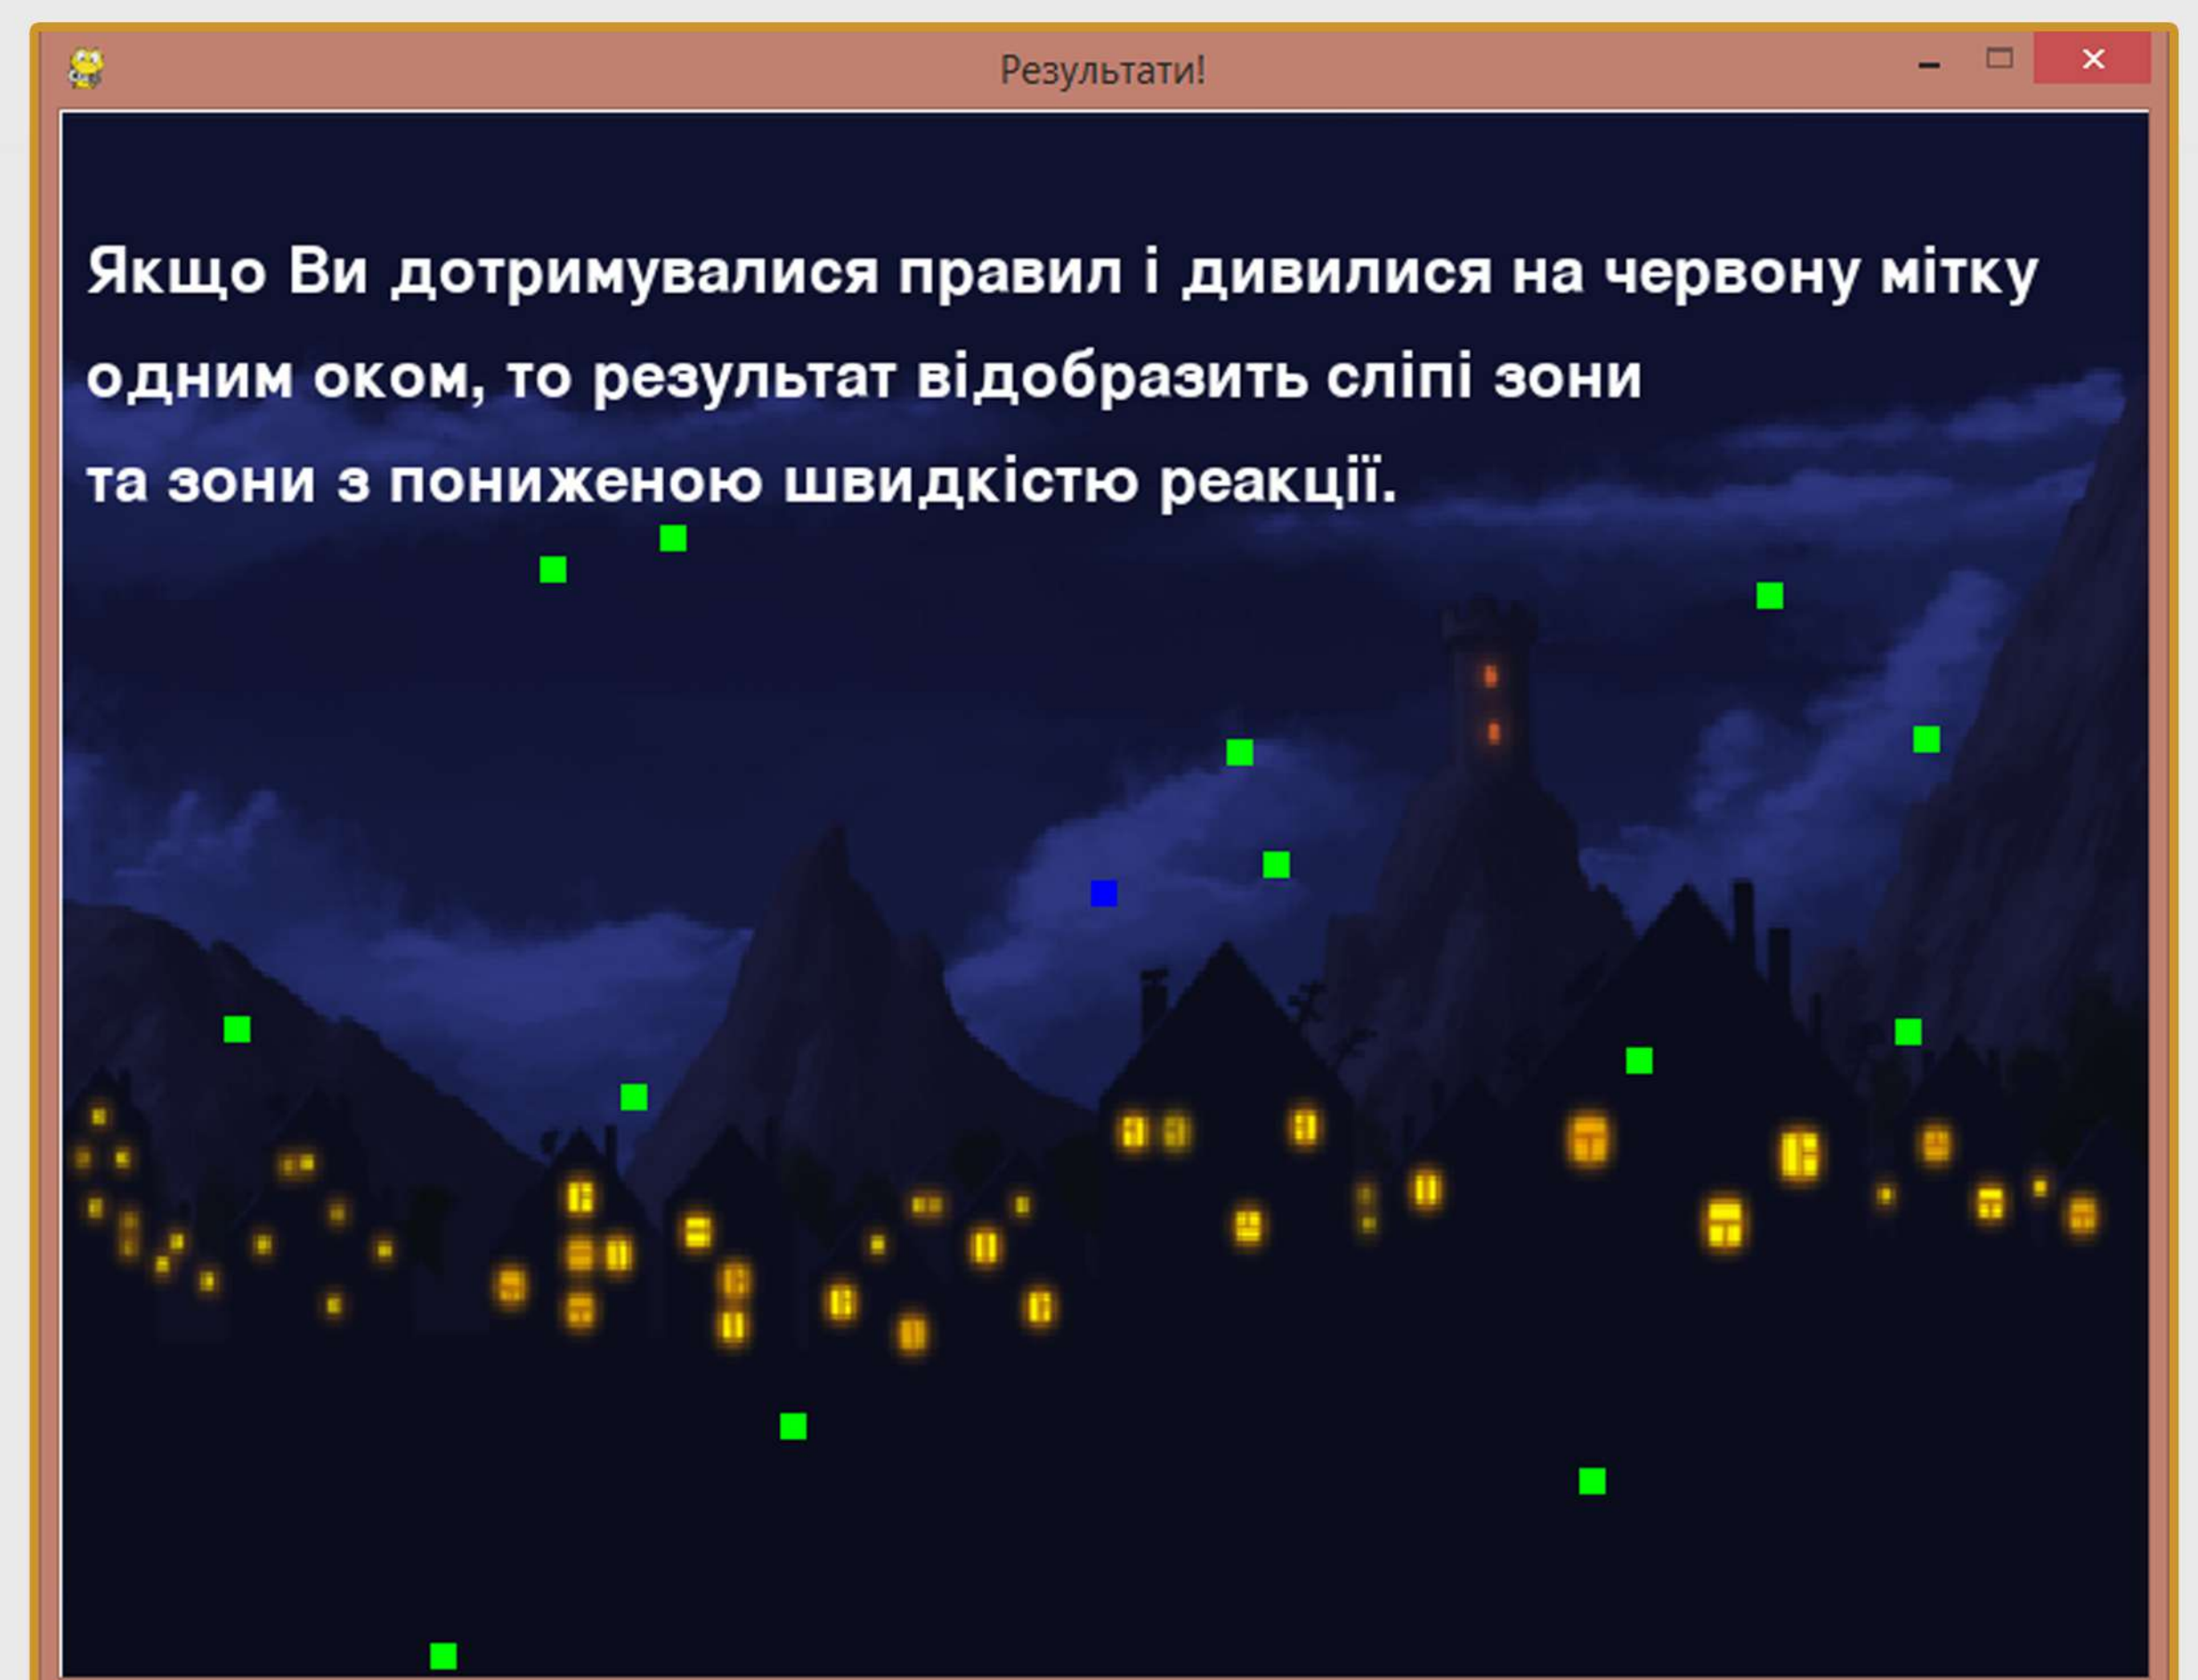 Результати!
Якщо Ви дотримувалися правил і дивилися на червону мітку
одним оком, то результат відобразить сліпі зони
та зони з пониженою швидкістю реакції.